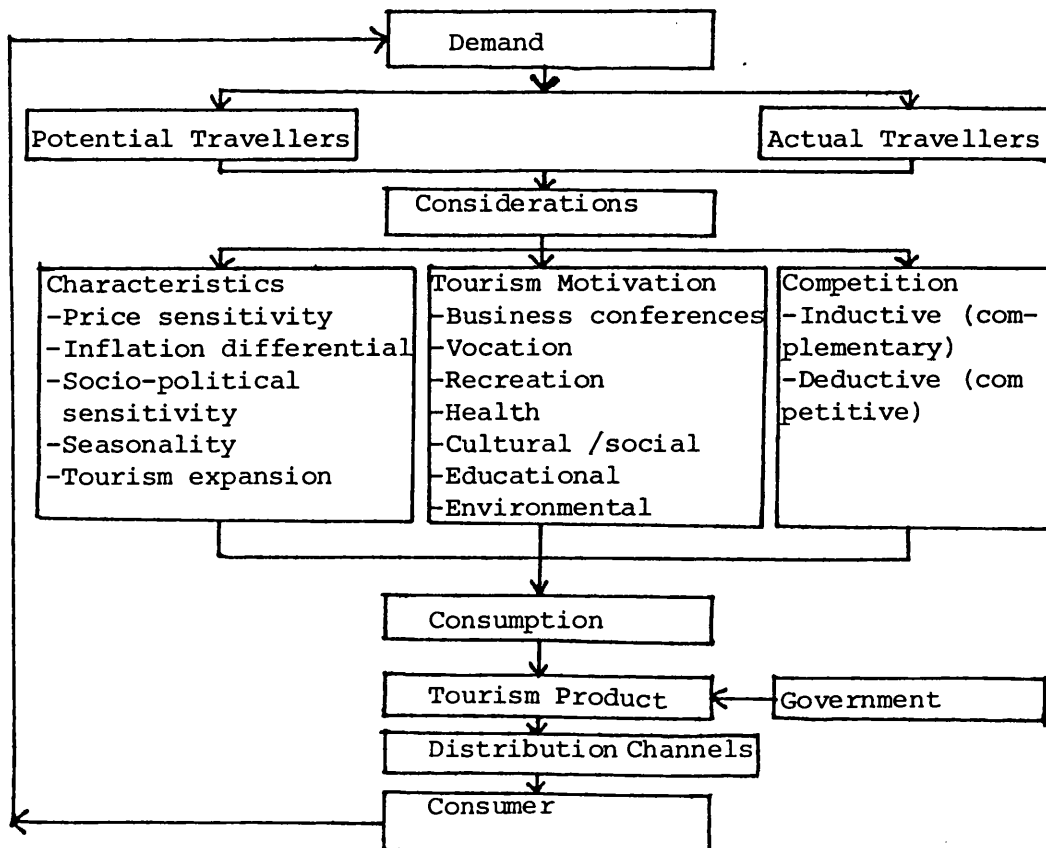 Demand
Potential Travellers
Actual Travellers
Considerations
Characteristics
-Price sensitivity
-Inflation differential
-Socio-political
sensitivity
-Seasonality
-Tourism expansion
Tourism Motivation
-Business conferences
-Vocation
-Recreation
-Health
-Cultural /social
-Educational
-Environmental
Competition
-Inductive (com-
plementary)
-Deductive (com
petitive)
Consumption
Tourism Product
Government
Distribution Channels
Consumer